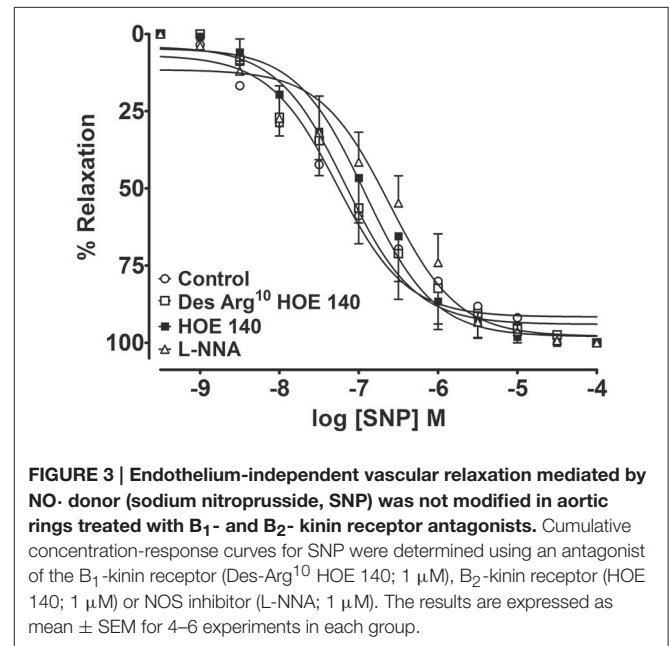 0
25
50
75
100
% Relaxation
Control
Des Arg10 HOE 140
HOE 140
L-NNA
-9 -8 -7 -6 -5 -4
log [SNP] M
FIGURE 3 | Endothelium-independent vascular relaxation mediated by
NO· donor (sodium nitroprusside, SNP) was not modified in aortic
rings treated with B1- and B2- kinin receptor antagonists. Cumulative
concentration-response curves for SNP were determined using an antagonist
of the B1-kinin receptor (Des-Arg10 HOE 140; 1 μM), B2-kinin receptor (HOE
140; 1 μM) or NOS inhibitor (L-NNA; 1 μM). The results are expressed as
mean ± SEM for 4–6 experiments in each group.